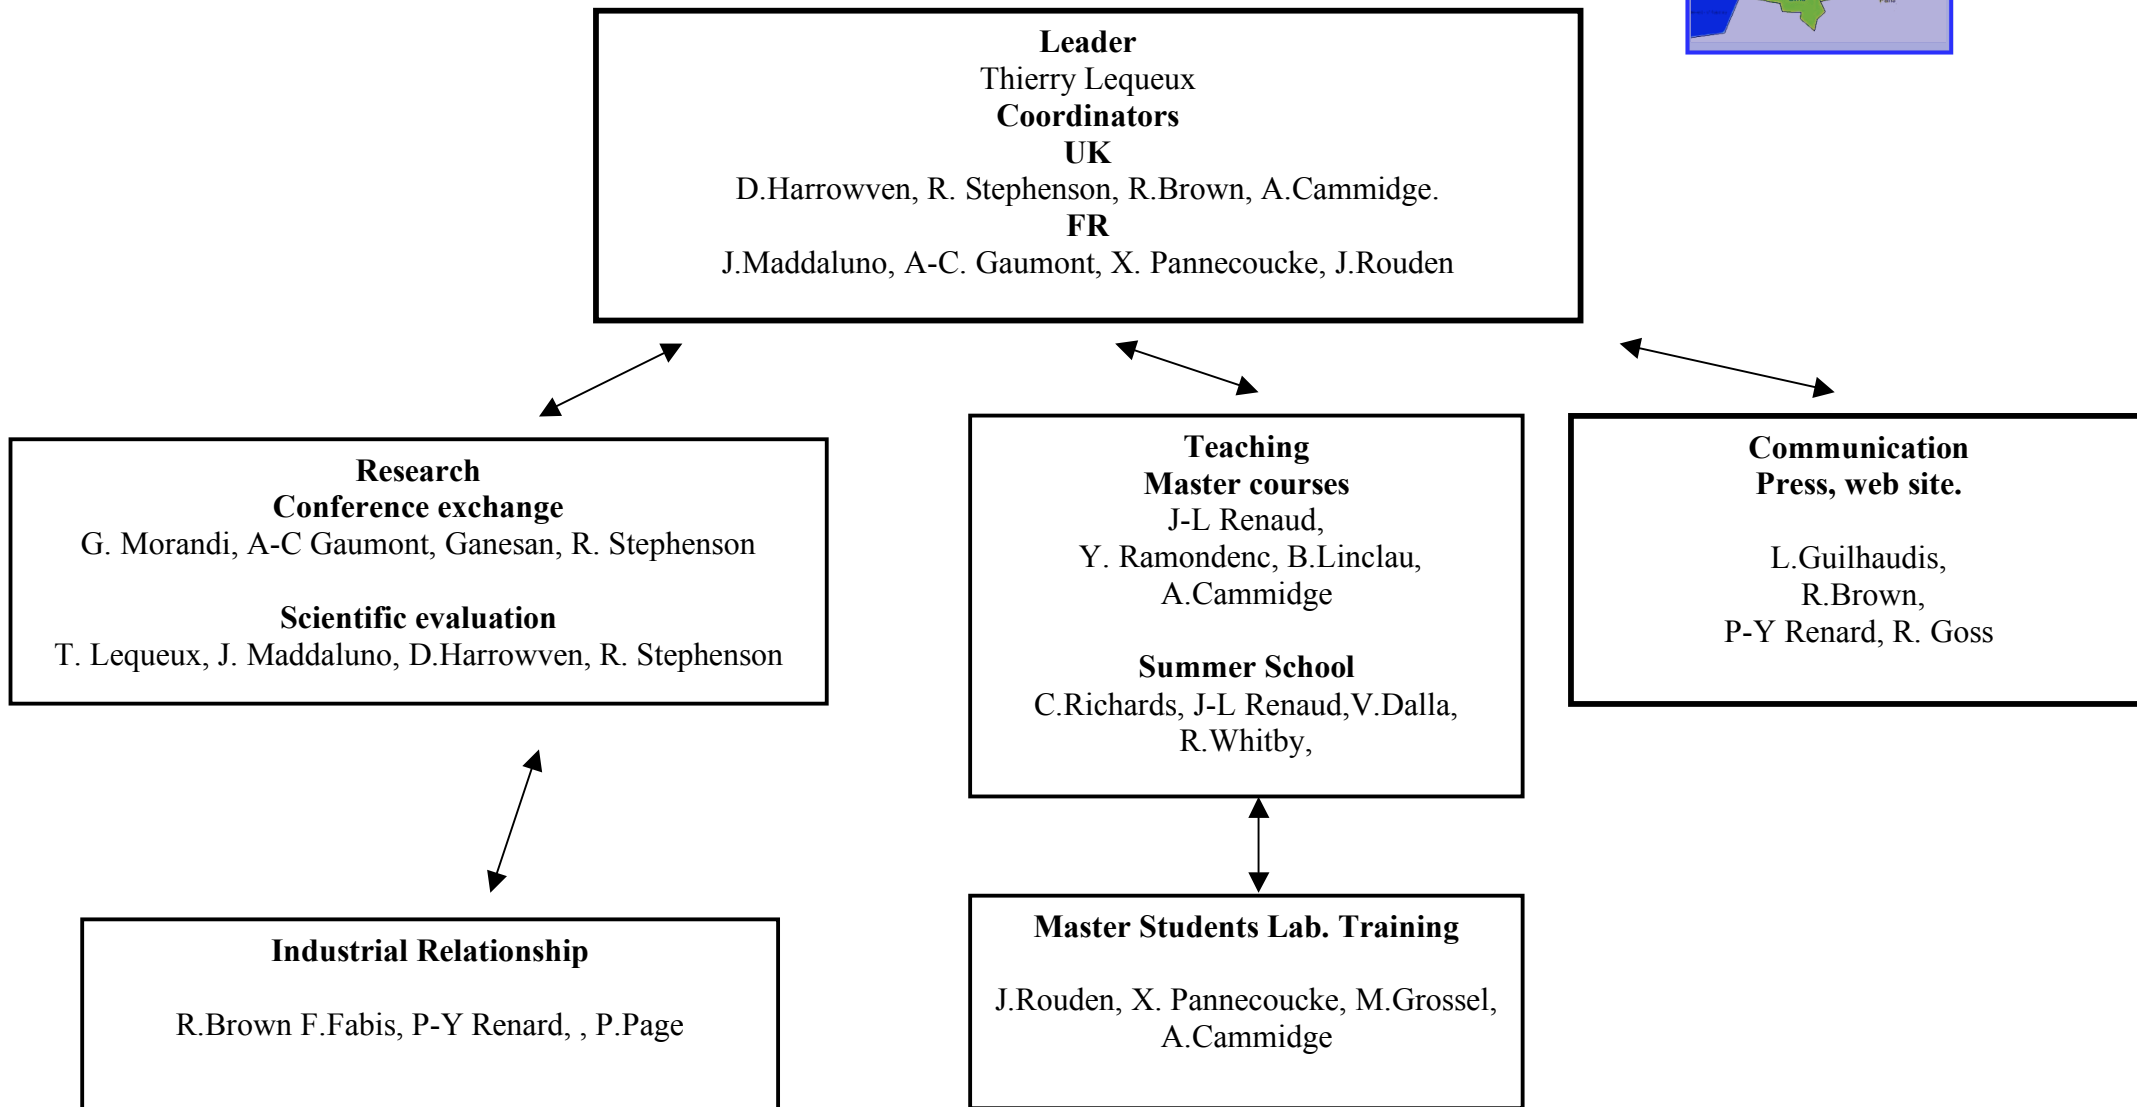 Leader
Thierry Lequeux
Coordinators
UK
D.Harrowven, R. Stephenson, R.Brown, A.Cammidge.
FR
J.Maddaluno, A-C. Gaumont, X. Pannecoucke, J.Rouden
Research
Conference exchange
G. Morandi, A-C Gaumont, Ganesan, R. Stephenson
Scientific evaluation
T. Lequeux, J. Maddaluno, D.Harrowven, R. Stephenson
Teaching
Master courses
J-L Renaud,
Y. Ramondenc, B.Linclau,
A.Cammidge
Summer School
C.Richards, J-L Renaud,V.Dalla,
R.Whitby,
Communication
Press, web site.
L.Guilhaudis,
R.Brown,
P-Y Renard, R. Goss
Industrial Relationship
R.Brown F.Fabis, P-Y Renard, , P.Page
Master Students Lab. Training
J.Rouden, X. Pannecoucke, M.Grossel,
A.Cammidge